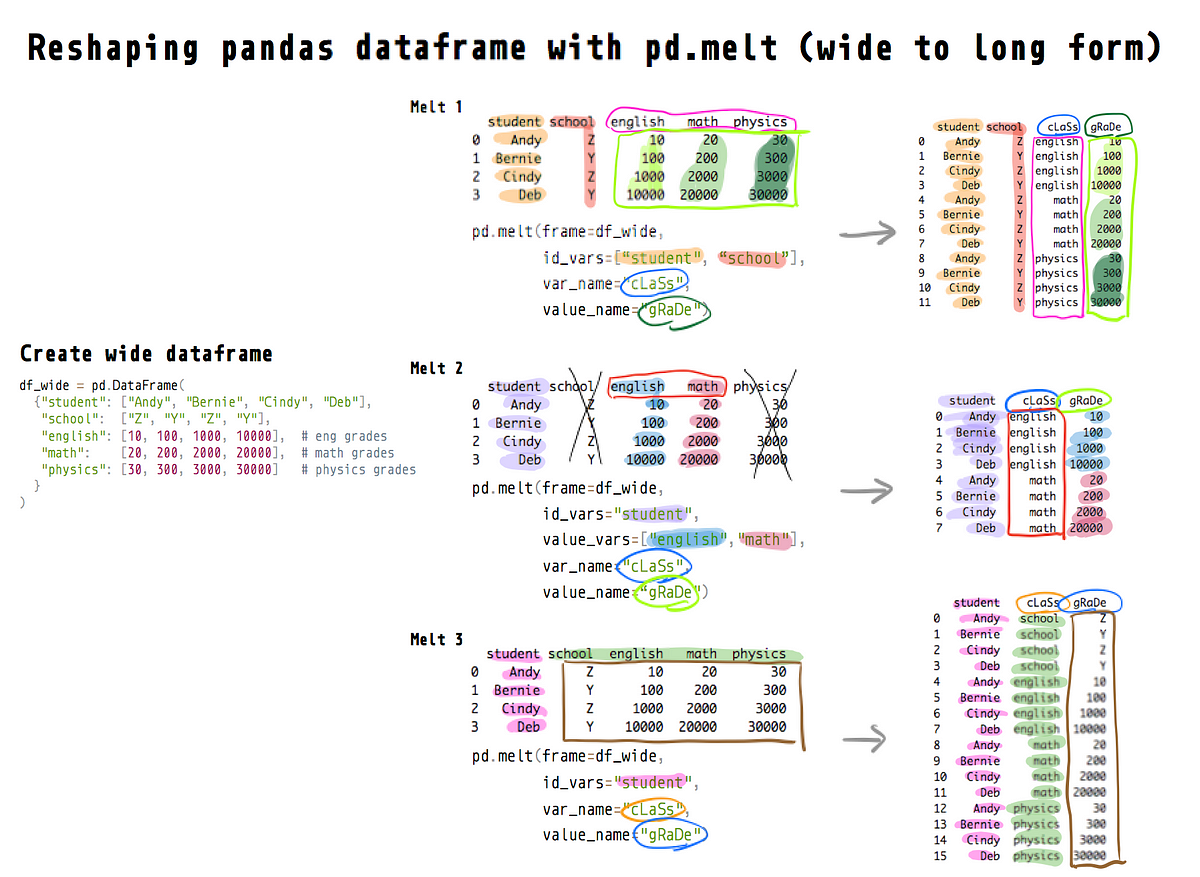 Reshaping pandas dataframe with pd.melt (wide to long form)
Create wide dataframe
df_wide = pd.DataFrame(
{"student": ["Andy", "Bernie", "Cindy", "Deb"],
"school": ["Z", "Y", "Z", "Y"],
"english": [10, 100, 1000, 10000], # eng grades
"math": [20, 200, 2000, 20000], # math grades
"physics": [30, 300, 3000, 30000] # physics grades
}
)
Melt 1
student school english math physics
0 Andy Z 10 20 30
1 Bernie Y 100 200 300
2 Cindy Z 1000 2000 3000
3 Deb Y 10000 20000 30000
pd.melt(frame=df_wide,
id_vars=["student", "school"],
var_name="cLaSs",
value_name="gRaDe")
student school cLaSs gRaDe
0 Andy Z english 10
1 Bernie Y english 100
2 Cindy Z english 1000
3 Deb Y english 10000
4 Andy Z math 20
5 Bernie Y math 200
6 Cindy Z math 2000
7 Deb Y math 20000
8 Andy Z physics 30
9 Bernie Y physics 300
10 Cindy Z physics 3000
11 Deb Y physics 30000
Melt 2
student school english math physics
0 Andy Z 10 20 30
1 Bernie Y 100 200 300
2 Cindy Z 1000 2000 3000
3 Deb Y 10000 20000 30000
pd.melt(frame=df_wide,
id_vars="student",
value_vars=["english","math"],
var_name="cLaSs",
value_name="gRaDe")
student cLaSs gRaDe
0 Andy english 10
1 Bernie english 100
2 Cindy english 1000
3 Deb english 10000
4 Andy math 20
5 Bernie math 200
6 Cindy math 2000
7 Deb math 20000
Melt 3
student school english math physics
0 Andy Z 10 20 30
1 Bernie Y 100 200 300
2 Cindy Z 1000 2000 3000
3 Deb Y 10000 20000 30000
pd.melt(frame=df_wide,
id_vars="student",
var_name="cLaSs",
value_name="gRaDe")
student cLaSs gRaDe
0 Andy school Z
1 Bernie school Y
2 Cindy school Z
3 Deb school Y
4 Andy english 10
5 Bernie english 100
6 Cindy english 1000
7 Deb english 10000
8 Andy math 20
9 Bernie math 200
10 Cindy math 2000
11 Deb math 20000
12 Andy physics 30
13 Bernie physics 300
14 Cindy physics 3000
15 Deb physics 30000